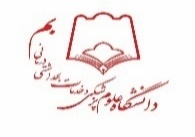 دانشگاه علوم پزشکی و خدمات بهداشتی درمانی بم